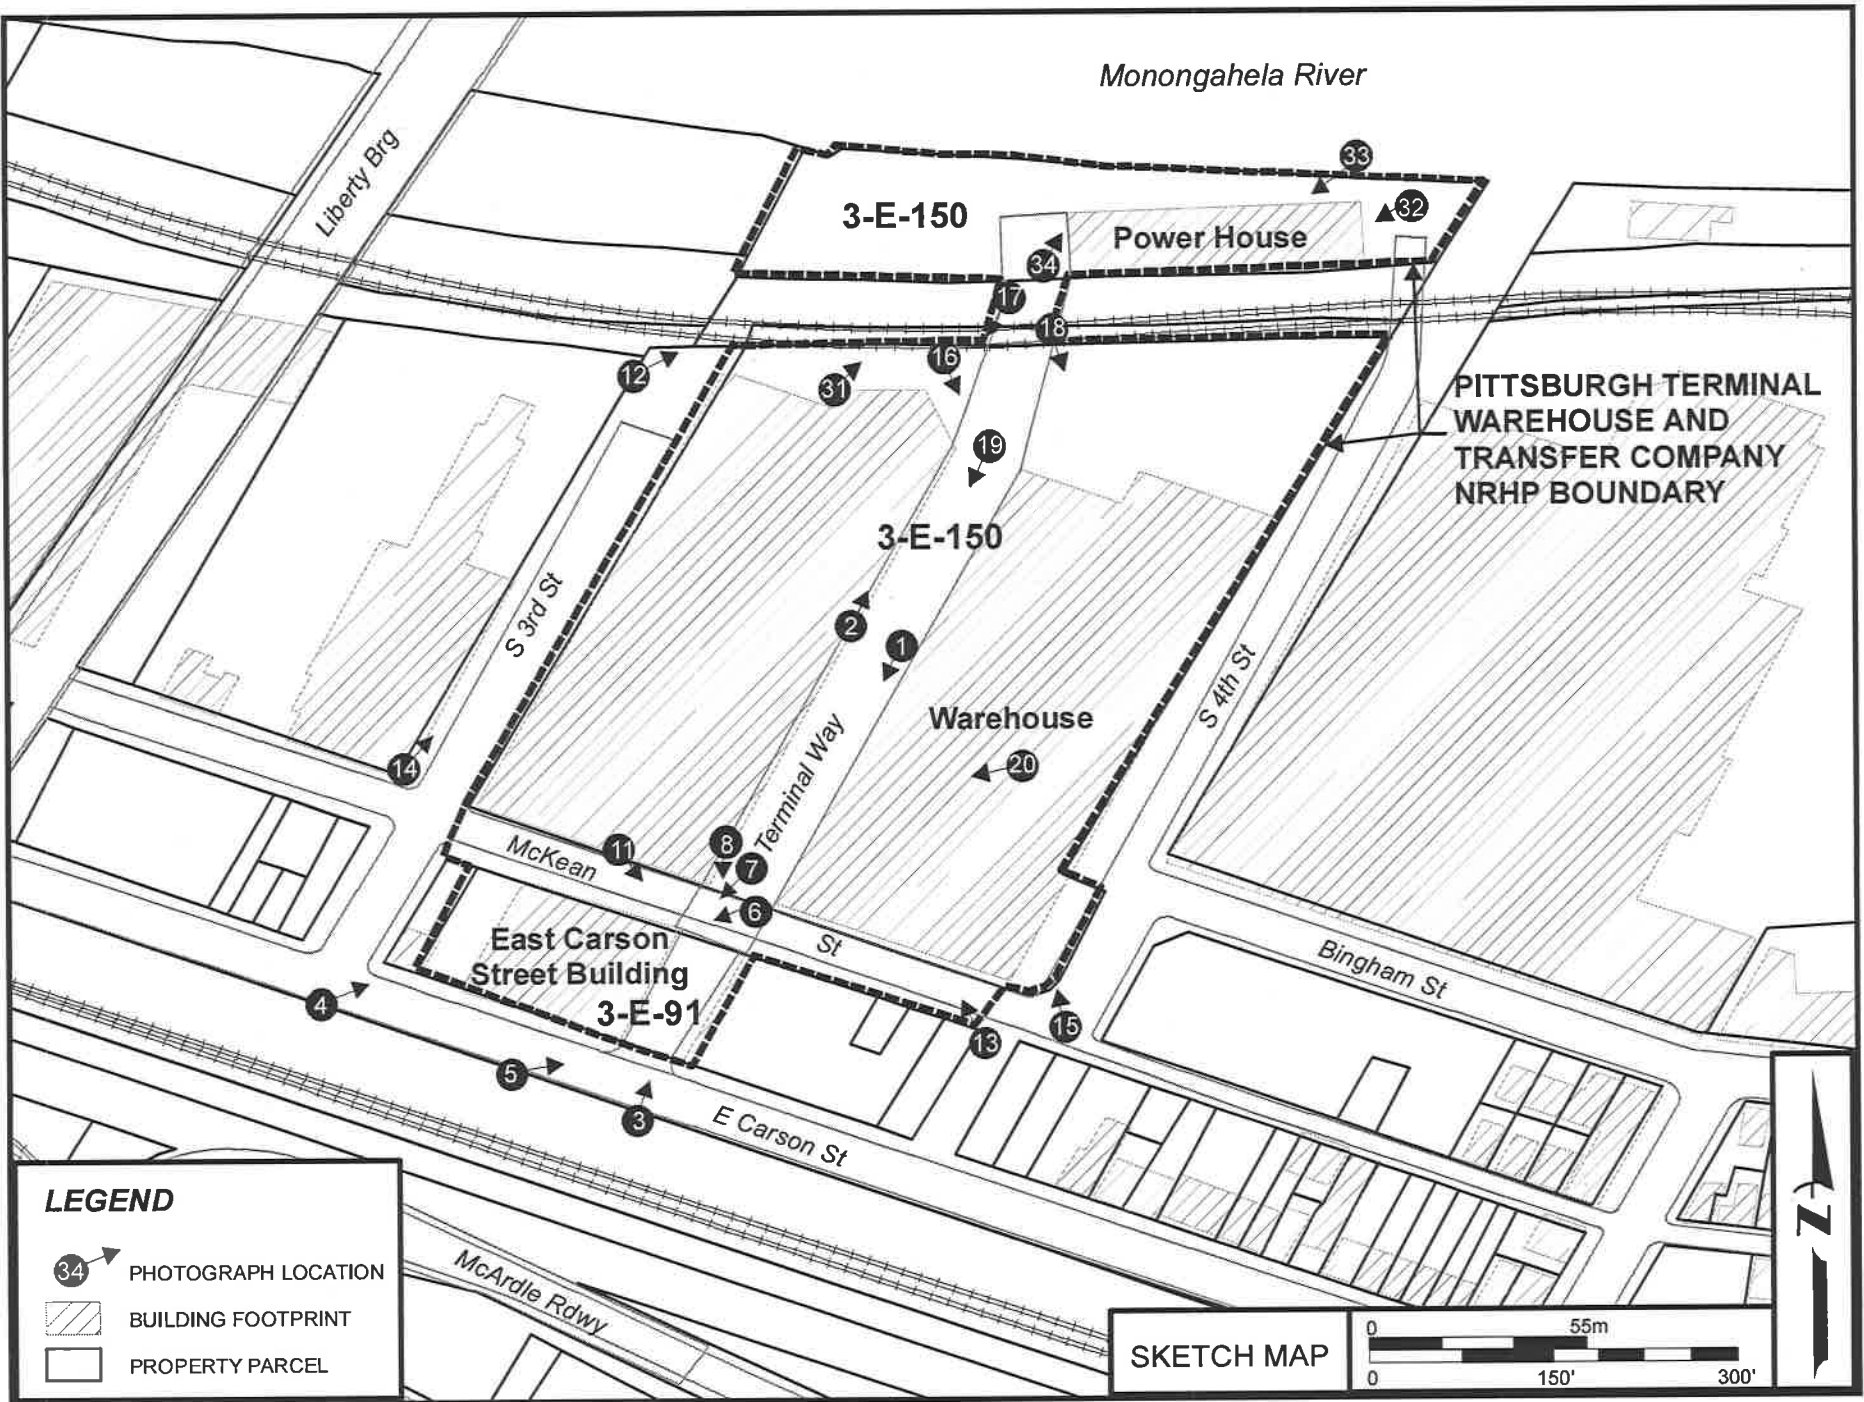 Monongahela River
Liberty Brg
33
3-E-150
32
Power House
34
17
18
16
12
31
PITTSBURGH TERMINAL
WAREHOUSE AND
TRANSFER COMPANY
NRHP BOUNDARY
19
3-E-150
S 3rd St
2
1
S 4th St
Warehouse
14
20
Terminal Way
11
8
McKean
7
6
St
East Carson
Street Building
Bingham St
3-E-91
4
15
13
5
3
E Carson St
LEGEND
34 PHOTOGRAPH LOCATION
BUILDING FOOTPRINT
PROPERTY PARCEL
McArdle Rdwy
SKETCH MAP
0 55m
0 150' 300'
N